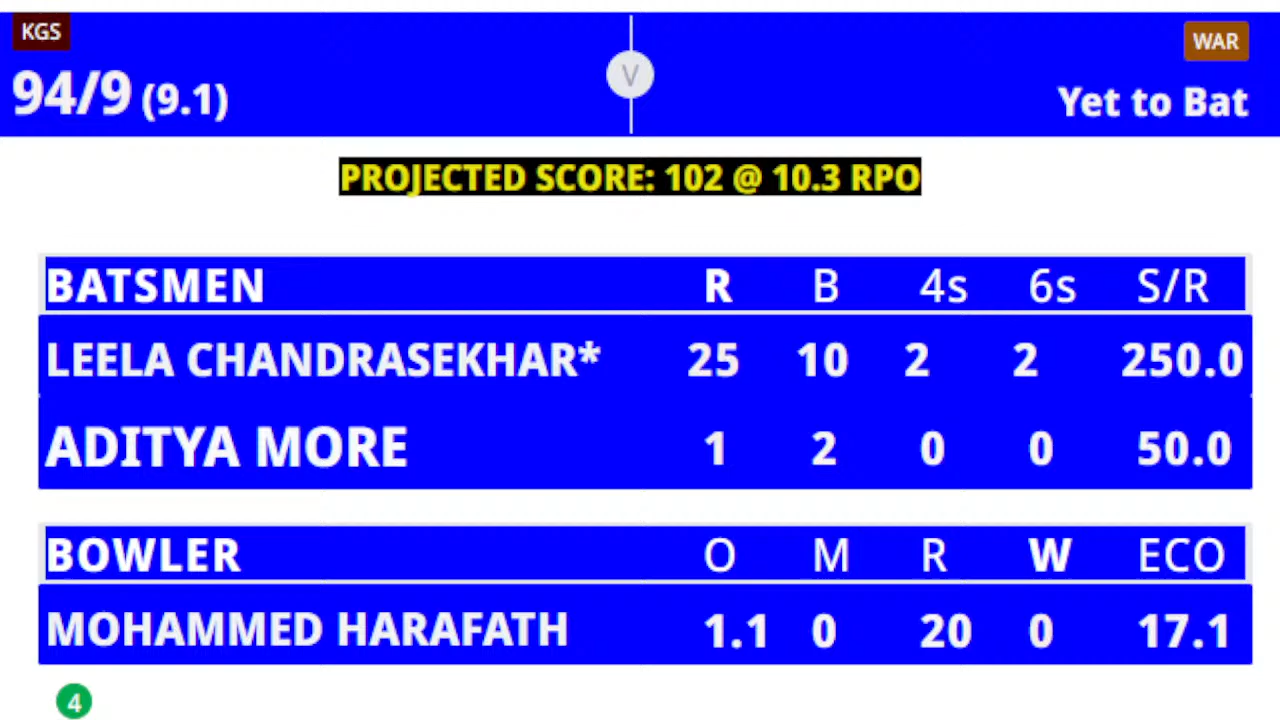 KGS
94/9 (9.1)
V
WAR
Yet to Bat
PROJECTED SCORE: 102 @ 10.3 RPO
BATSMEN R B 4s 6s S/R
LEELA CHANDRASEKHAR* 25 10 2 2 250.0
ADITYA MORE 1 2 0 0 50.0
BOWLER O M R W ECO
MOHAMMED HARAFATH 1.1 0 20 0 17.1
4